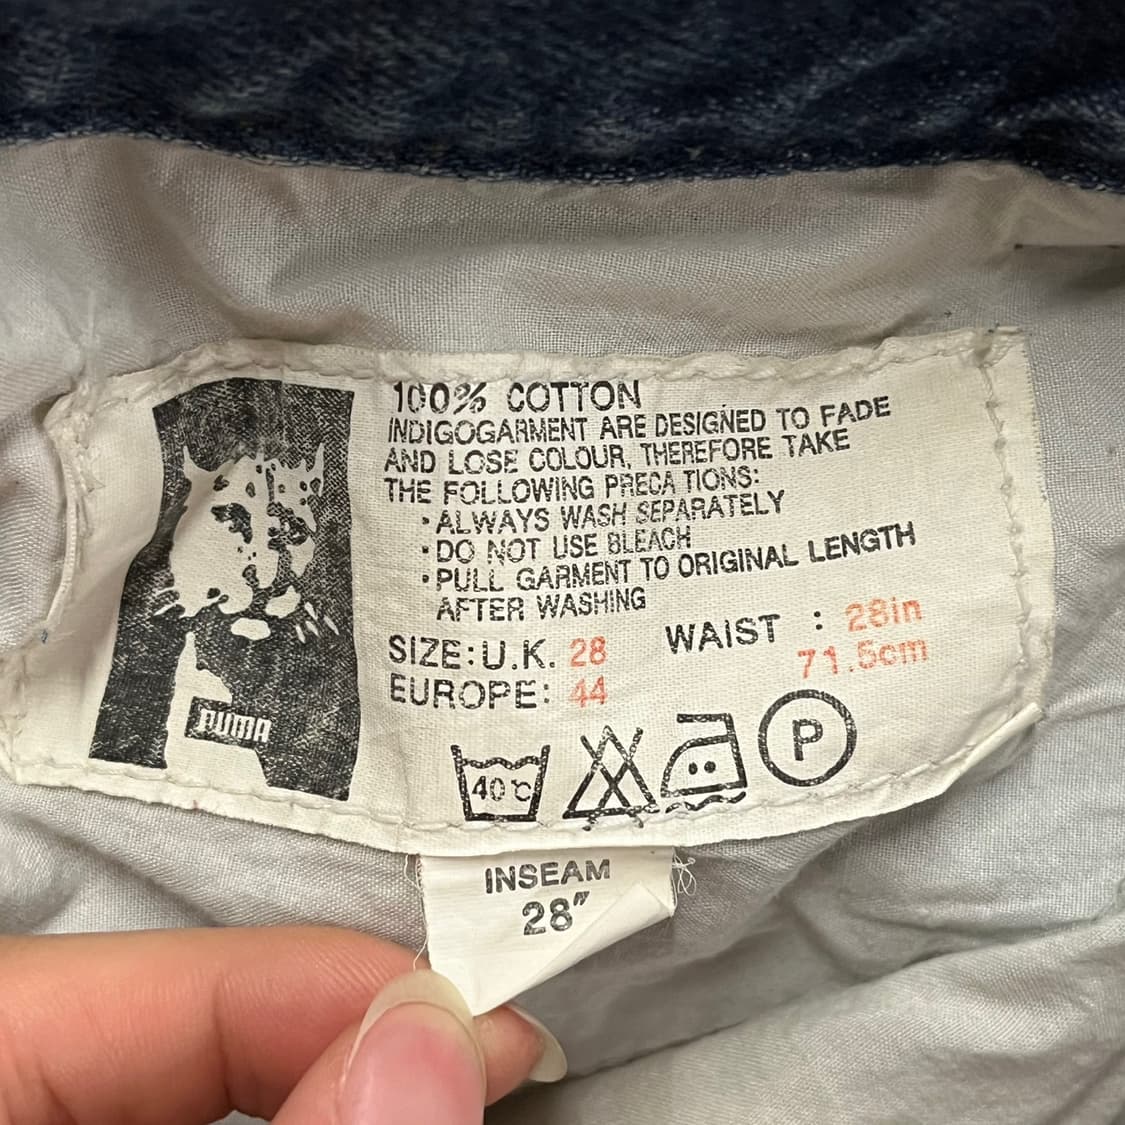 100% COTTON
INDIGOGARMENT ARE DESIGNED TO FADE
AND LOSE COLOUR, THEREFORE TAKE
THE FOLLOWING PRECA TIONS:
• ALWAYS WASH SEPARATELY
• DO NOT USE BLEACH
• PULL GARMENT TO ORIGINAL LENGTH
AFTER WASHING
SIZE: U.K. 28
EUROPE: 44
WAIST : 28in
71.5cm
PUMA
40°C
P
INSEAM
28"